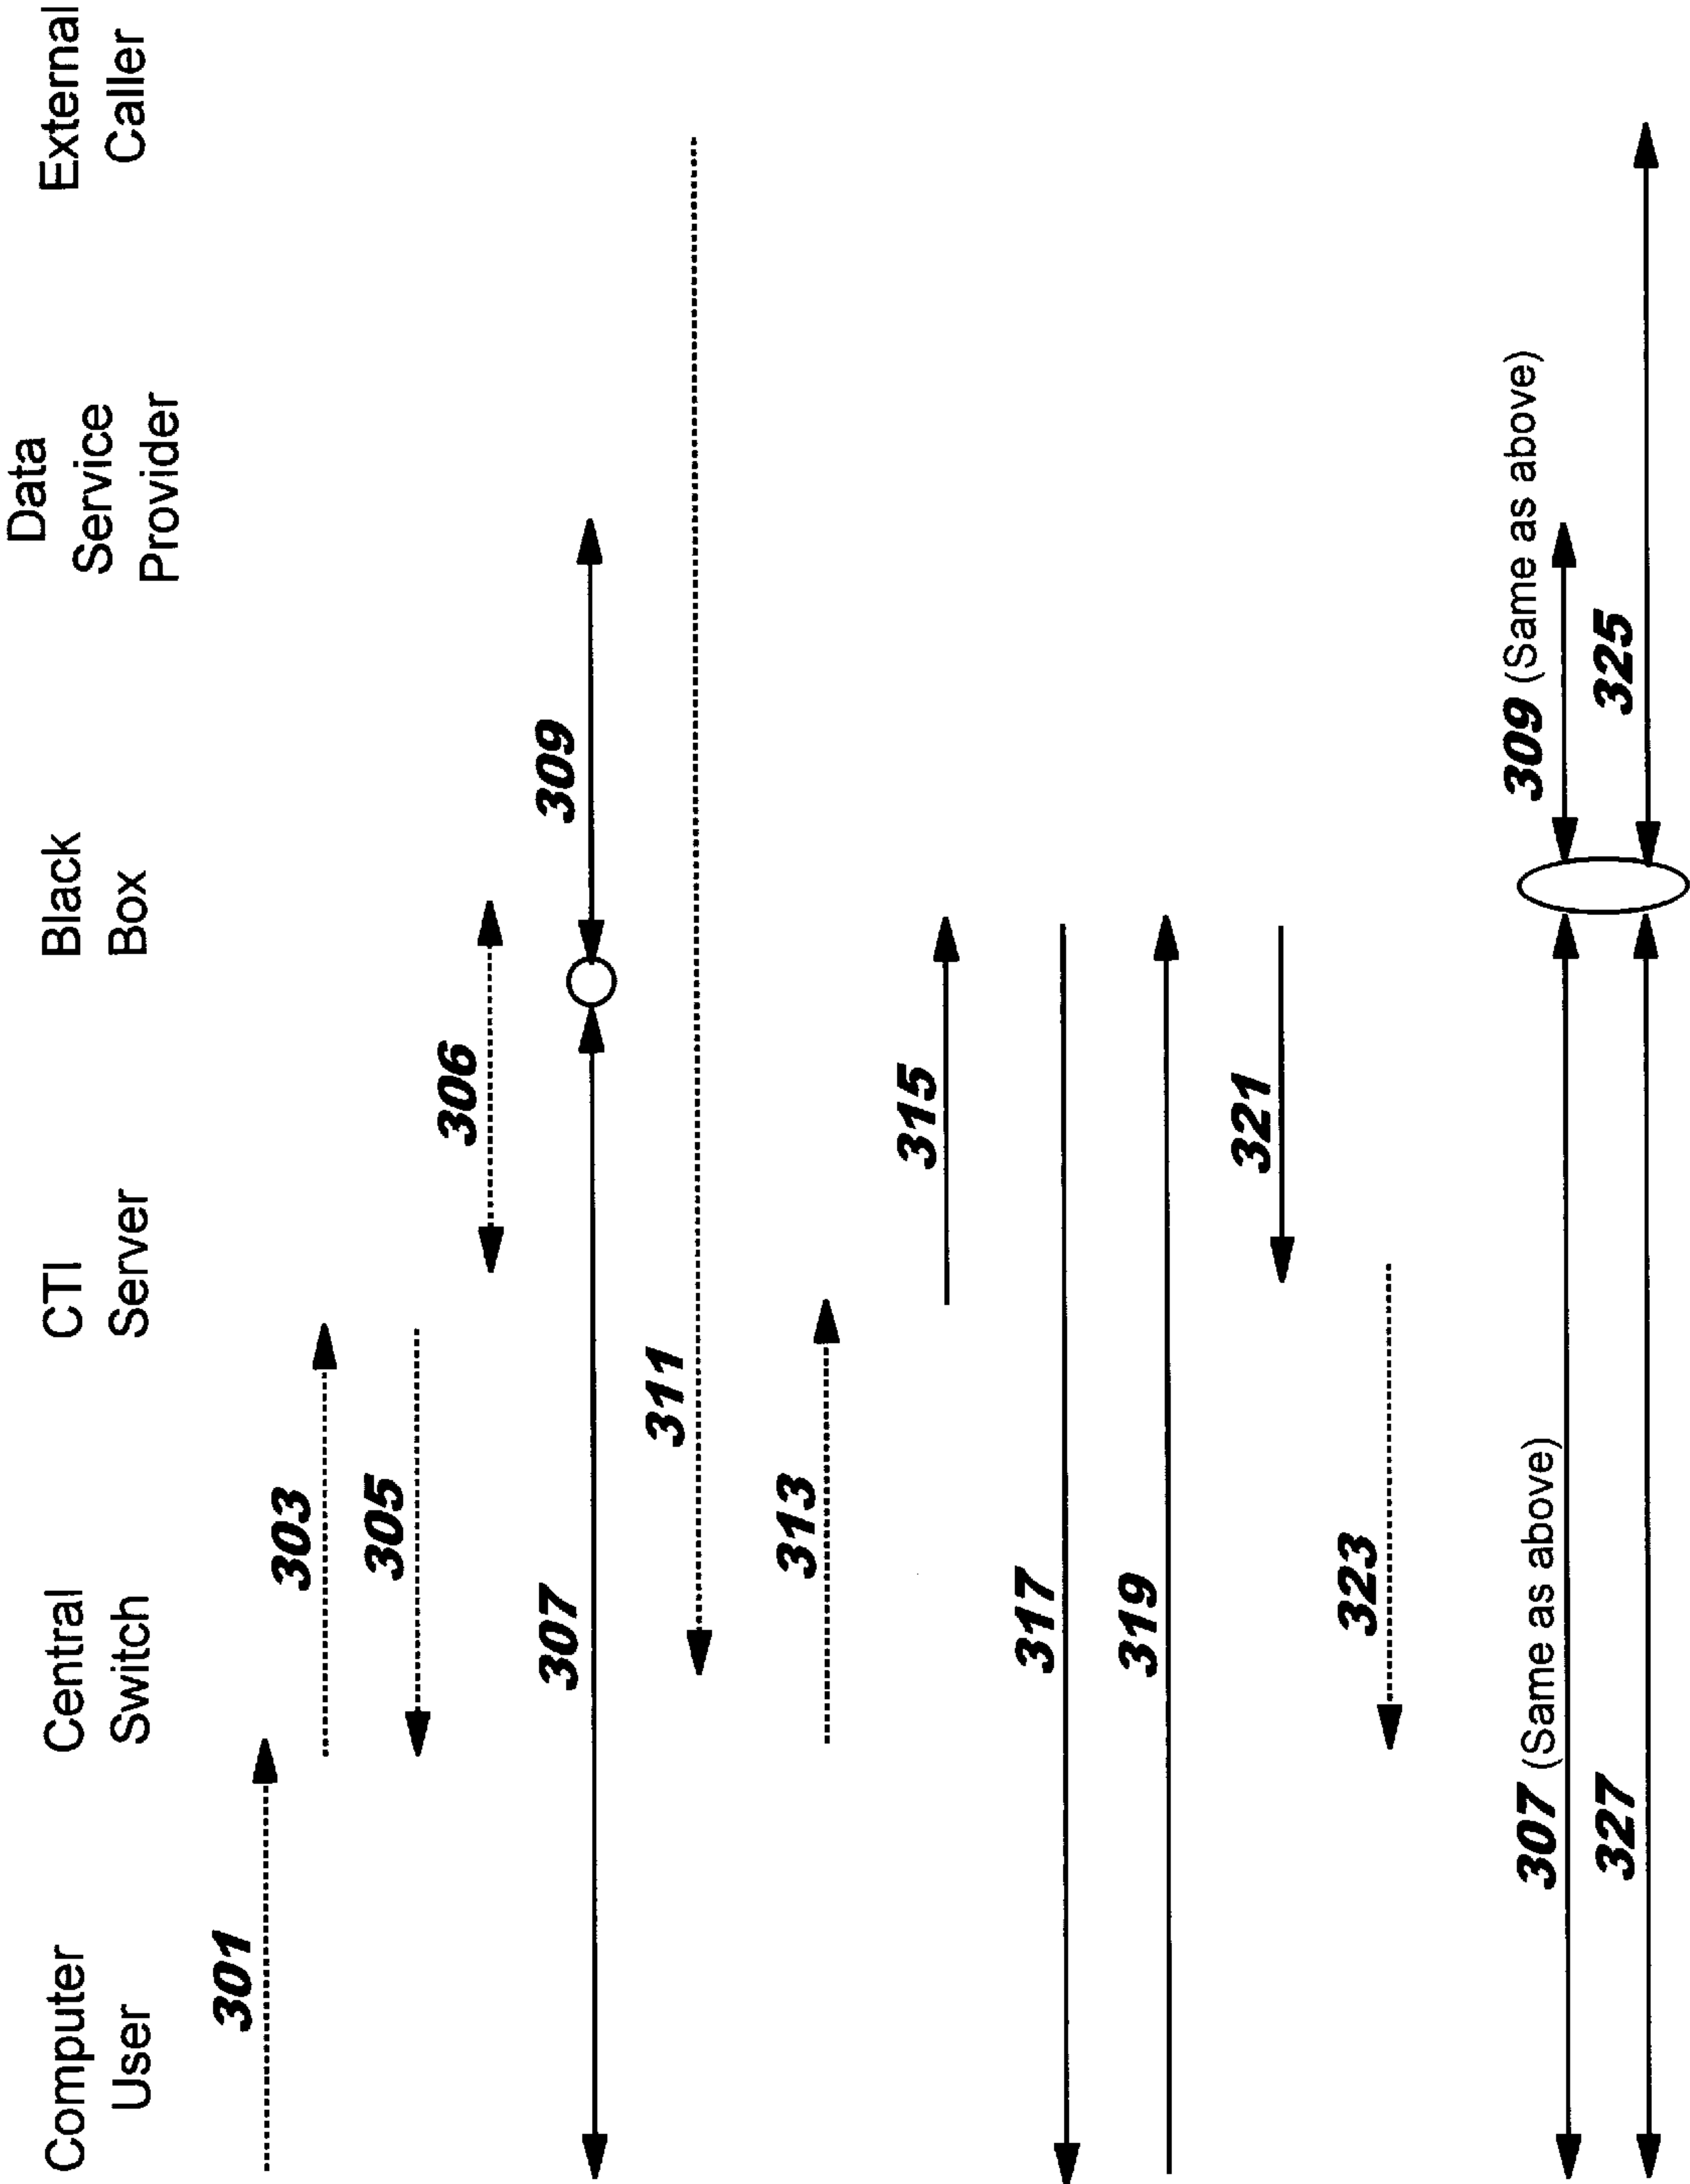 Computer
User
Central
Switch
CTI
Server
Black
Box
Data
Service
Provider
External
Caller
301
303
305
306
307
309
311
313
315
317
319
321
323
307 (Same as above)
309 (Same as above)
327
325